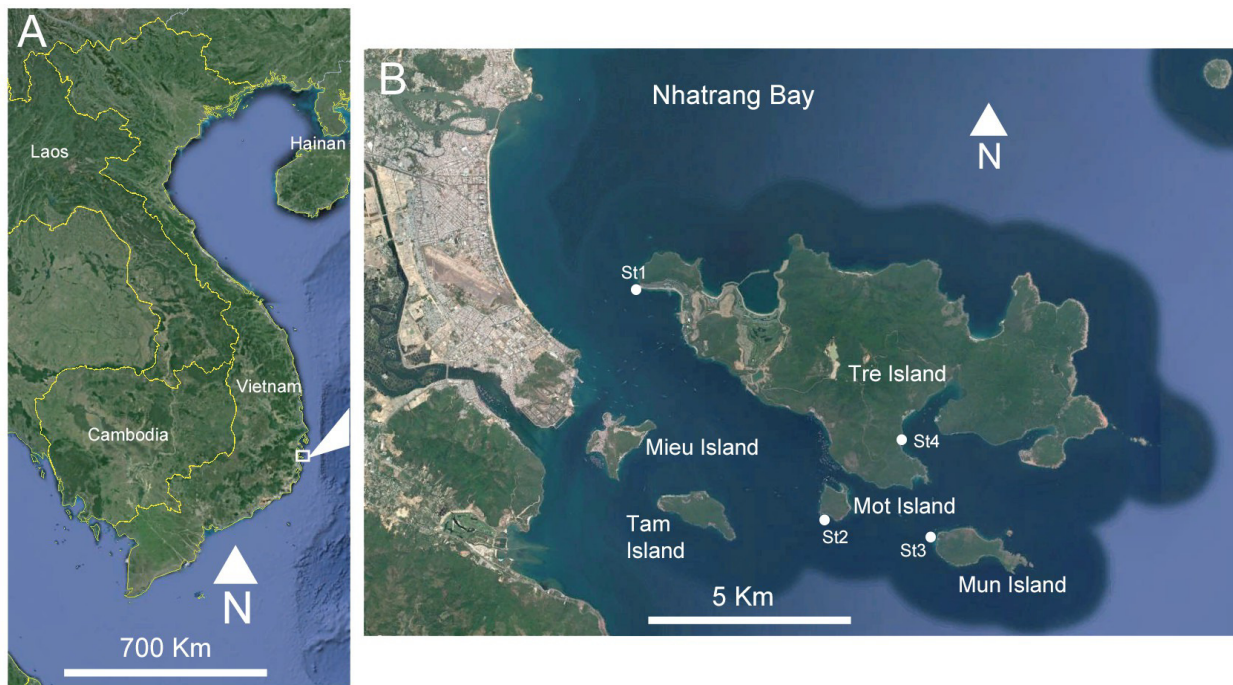 A
Laos
Hainan
Vietnam
Cambodia
N
700 Km
B
Nhatrang Bay
N
St1
Tre Island
St4
Mieu Island
Mot Island
Tam
Island
St2
St3
Mun Island
5 Km